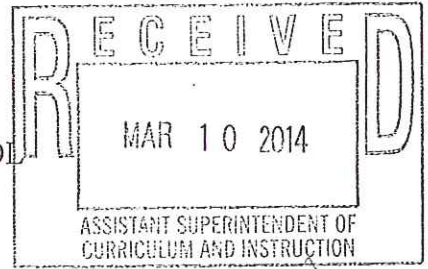 RECEIVED
MAR 10 2014
ASSISTANT SUPERINTENDENT OF
CURRICULUM AND INSTRUCTION